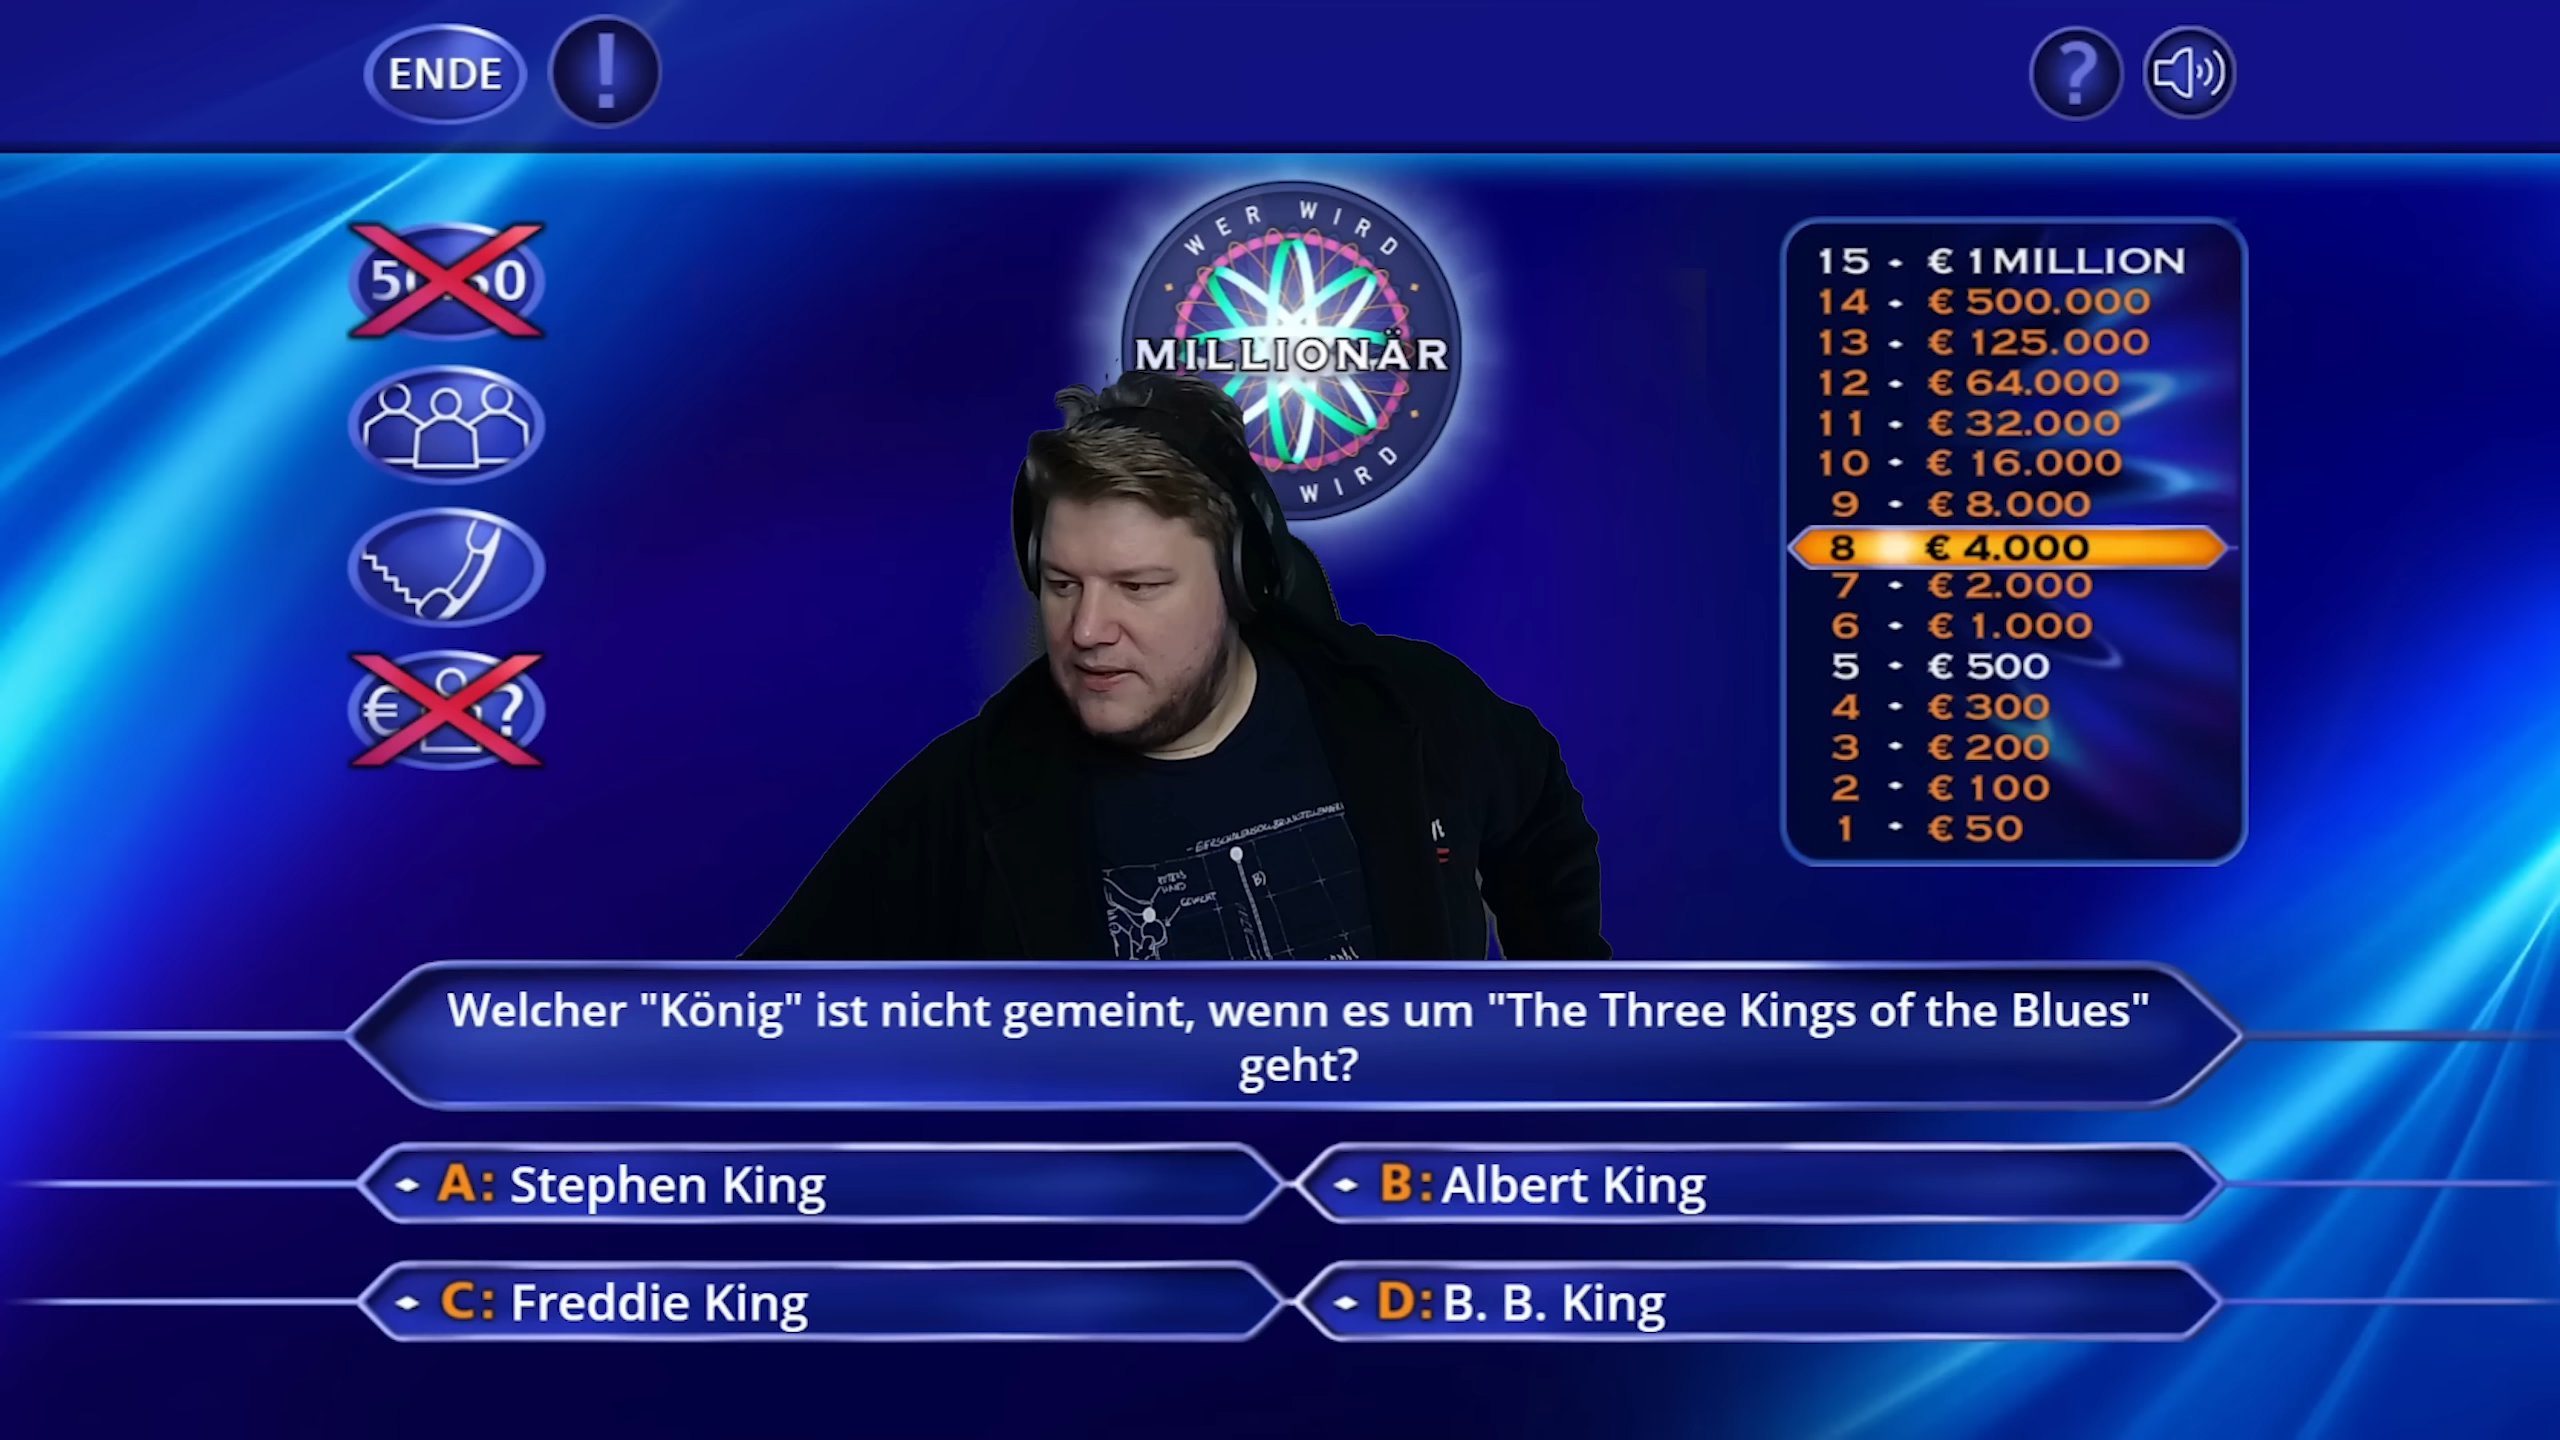 ENDE
!
?
50:50
€ ?
WER WIRD
MILLIONÄR
WIRD
15 • € 1 MILLION
14 • € 500.000
13 • € 125.000
12 • € 64.000
11 • € 32.000
10 • € 16.000
9 • € 8.000
8 € 4.000
7 • € 2.000
6 • € 1.000
5 • € 500
4 • € 300
3 • € 200
2 • € 100
1 • € 50
B)
GEWICHT
Welcher "König" ist nicht gemeint, wenn es um "The Three Kings of the Blues"
geht?
A: Stephen King
B: Albert King
C: Freddie King
D: B. B. King